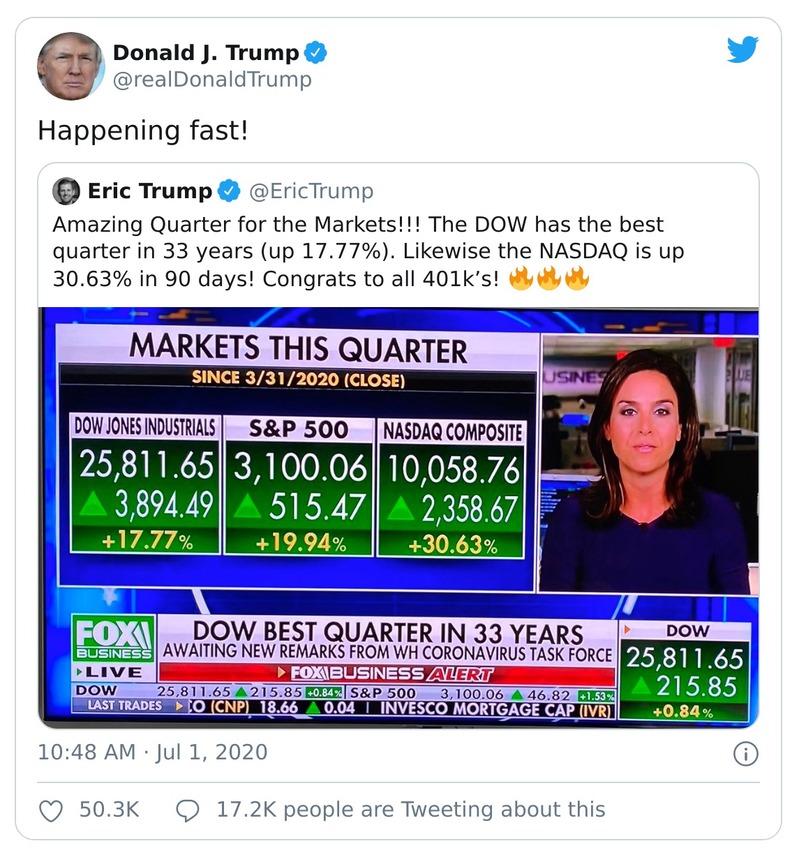 Donald J. Trump
@realDonaldTrump
Happening fast!
Eric Trump @EricTrump
Amazing Quarter for the Markets!!! The DOW has the best
quarter in 33 years (up 17.77%). Likewise the NASDAQ is up
30.63% in 90 days! Congrats to all 401k’s! 🔥🔥🔥
MARKETS THIS QUARTER
SINCE 3/31/2020 (CLOSE)
DOW JONES INDUSTRIALS
25,811.65
▲ 3,894.49
+17.77%
S&P 500
3,100.06
▲ 515.47
+19.94%
NASDAQ COMPOSITE
10,058.76
▲ 2,358.67
+30.63%
FOX
BUSINESS
LIVE
DOW BEST QUARTER IN 33 YEARS
AWAITING NEW REMARKS FROM WH CORONAVIRUS TASK FORCE
FOX BUSINESS ALERT
DOW
25,811.65
▲ 215.85
+0.84%
DOW 25,811.65 ▲ 215.85 +0.84% S&P 500 3,100.06 ▲ 46.82 +1.53%
LAST TRADES (CNP) 18.66 ▲ 0.04 | INVESCO MORTGAGE CAP (IVR)
10:48 AM · Jul 1, 2020
50.3K 17.2K people are Tweeting about this